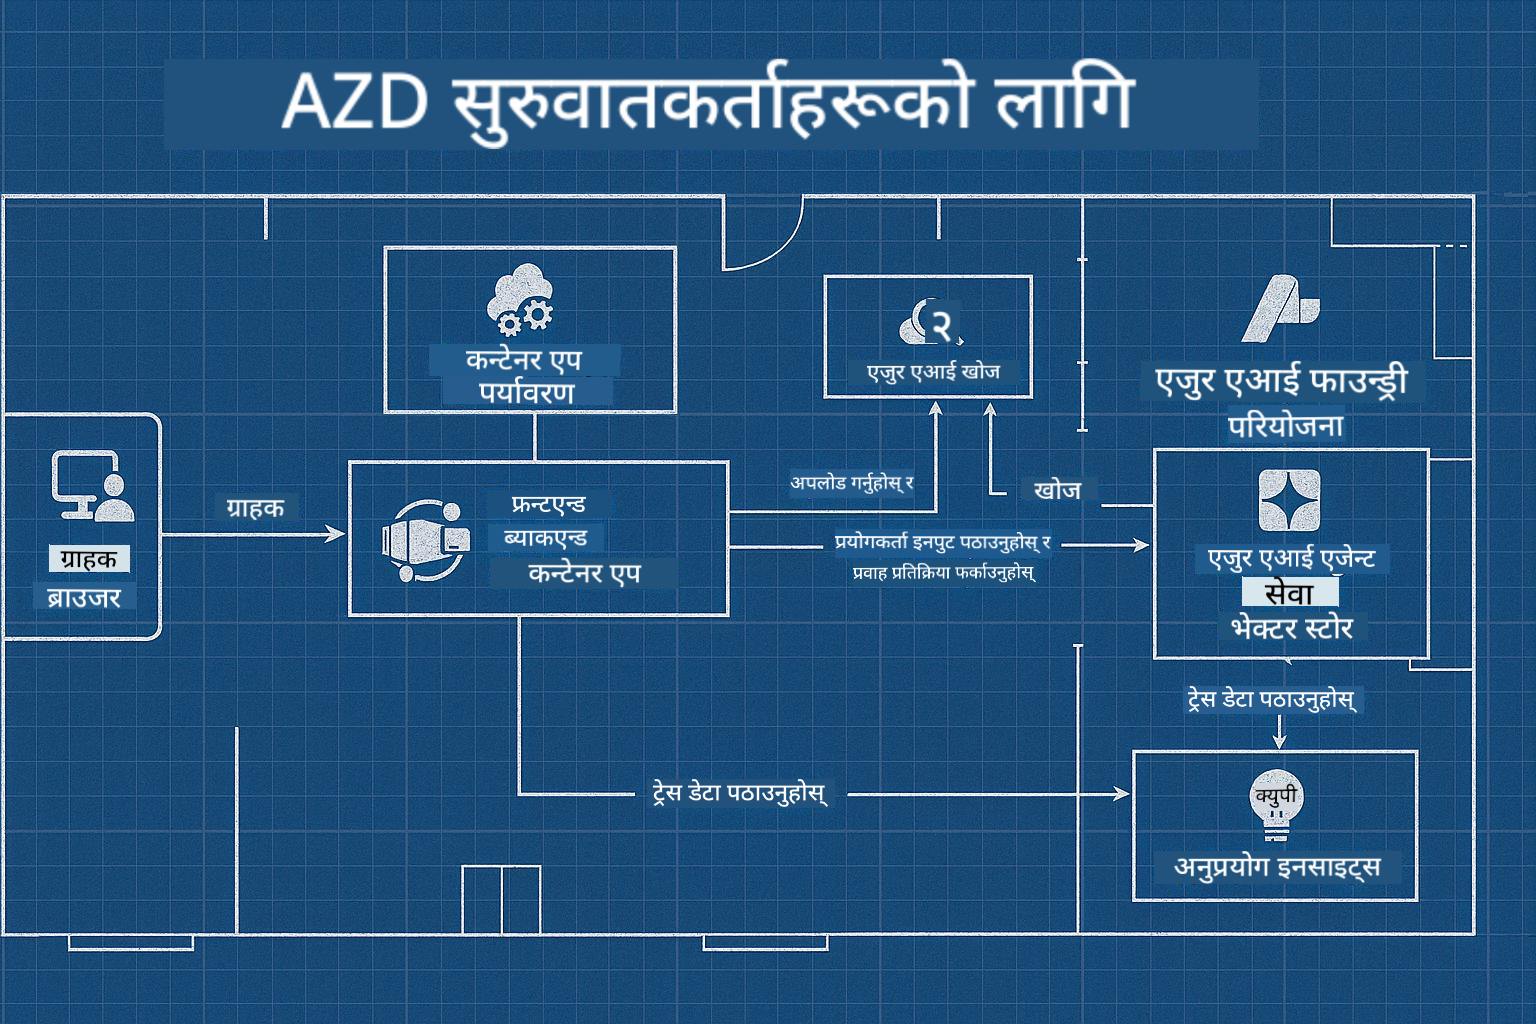 AZD सुरुवातकर्ताहरूको लागि
कन्टेनर एप
पर्यावरण
२
एजुर एआई खोज
एजुर एआई फाउन्ड्री
परियोजना
ग्राहक
ब्राउजर
ग्राहक
फ्रन्टएन्ड
ब्याकएन्ड
कन्टेनर एप
अपलोड गर्नुहोस् र
खोज
प्रयोगकर्ता इनपुट पठाउनुहोस् र
प्रवाह प्रतिक्रिया फर्काउनुहोस्
एजुर एआई एजेन्ट
सेवा
भेक्टर स्टोर
ट्रेस डेटा पठाउनुहोस्
ट्रेस डेटा पठाउनुहोस्
क्युपी
अनुप्रयोग इनसाइट्स